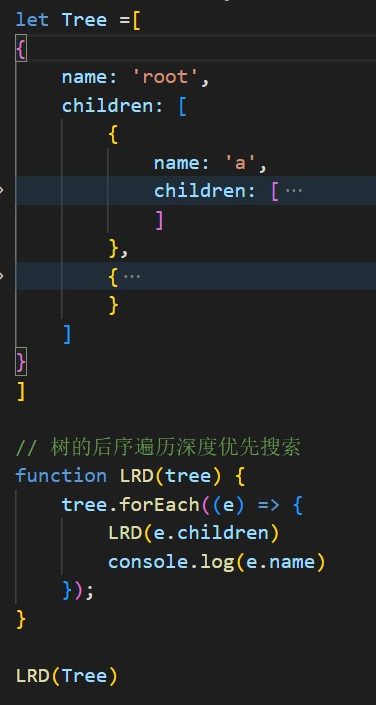 let Tree =[
{
    name: 'root',
    children: [
        {
            name: 'a',
            children: [ ···
            ]
        },
        { ···
        }
    ]
}
]

// 树的后序遍历深度优先搜索
function LRD(tree) {
    tree.forEach((e) => {
        LRD(e.children)
        console.log(e.name)
    });
}

LRD(Tree)